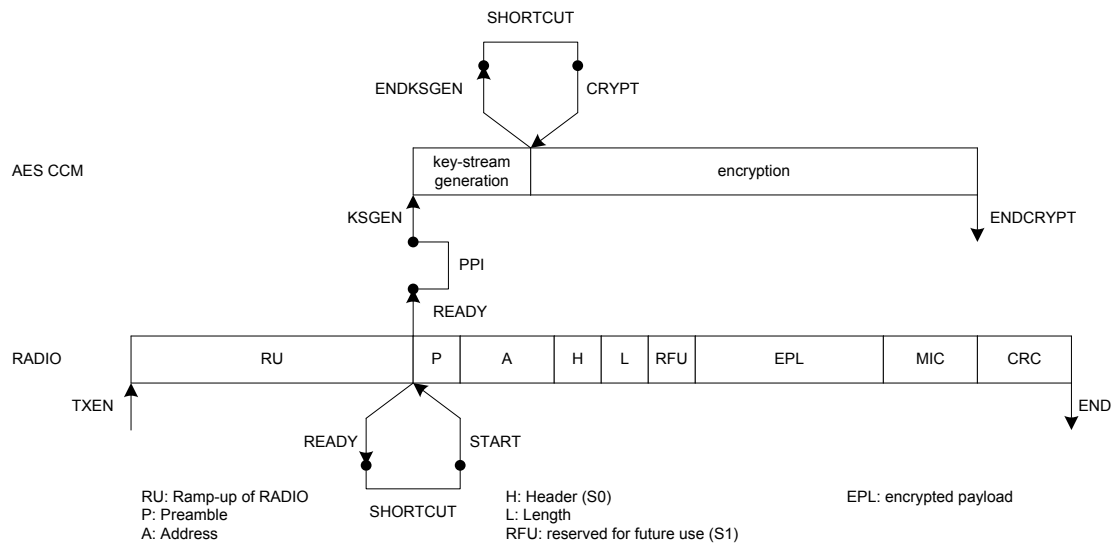 SHORTCUT
ENDKSGEN CRYPT
AES CCM
key-stream
generation
encryption
KSGEN
ENDCRYPT
PPI
READY
RADIO
RU P A H L RFU EPL MIC CRC
TXEN
END
READY START
SHORTCUT
RU: Ramp-up of RADIO
P: Preamble
A: Address
H: Header (S0)
L: Length
RFU: reserved for future use (S1)
EPL: encrypted payload